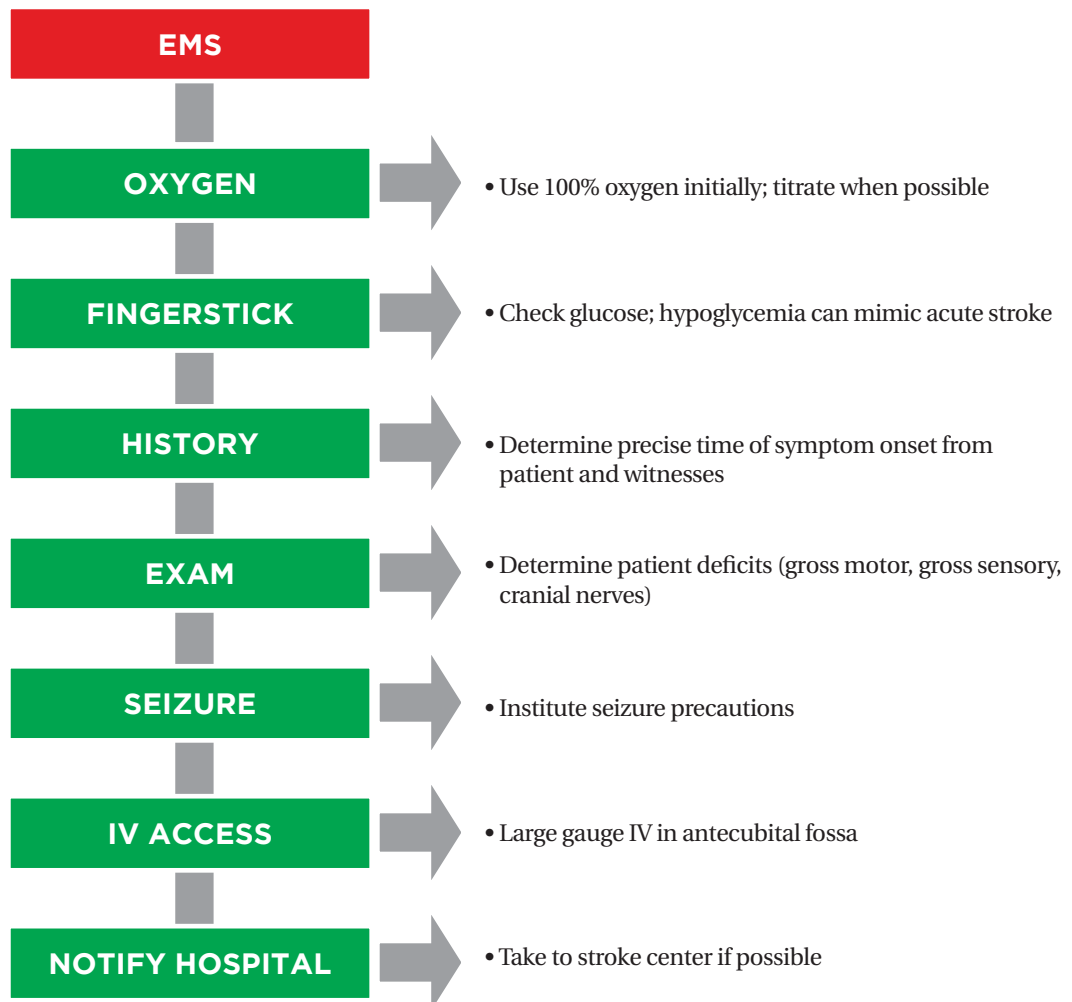 EMS
OXYGEN
• Use 100% oxygen initially; titrate when possible
FINGERSTICK
• Check glucose; hypoglycemia can mimic acute stroke
HISTORY
• Determine precise time of symptom onset from
patient and witnesses
EXAM
• Determine patient deficits (gross motor, gross sensory,
cranial nerves)
SEIZURE
• Institute seizure precautions
IV ACCESS
• Large gauge IV in antecubital fossa
NOTIFY HOSPITAL
• Take to stroke center if possible